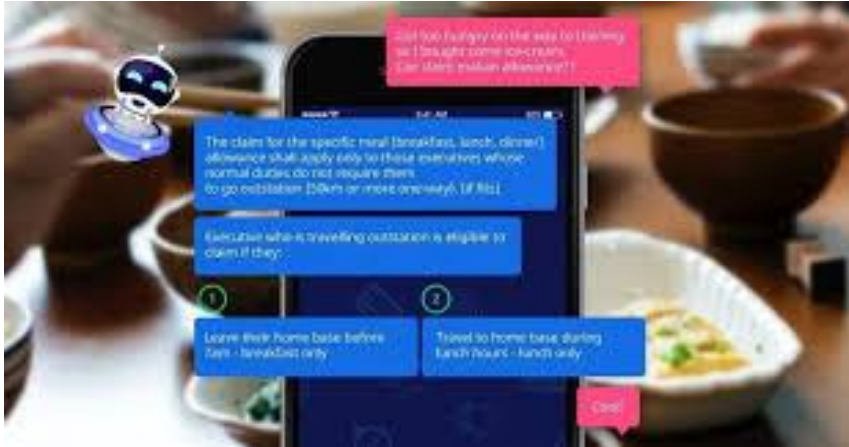 Got too hungry on the way to training
so I bought some ice-cream.
Can claim makan allowance??
The claim for the specific meal (breakfast, lunch, dinner)
allowance shall apply only to those executives whose
normal duties do not require them
to go outstation (50km or more one way).
Executive who is travelling outstation is eligible to
claim if they:
1
2
Leave their home base before
7am - breakfast only
Travel to home base during
lunch hours - lunch only
Cool!